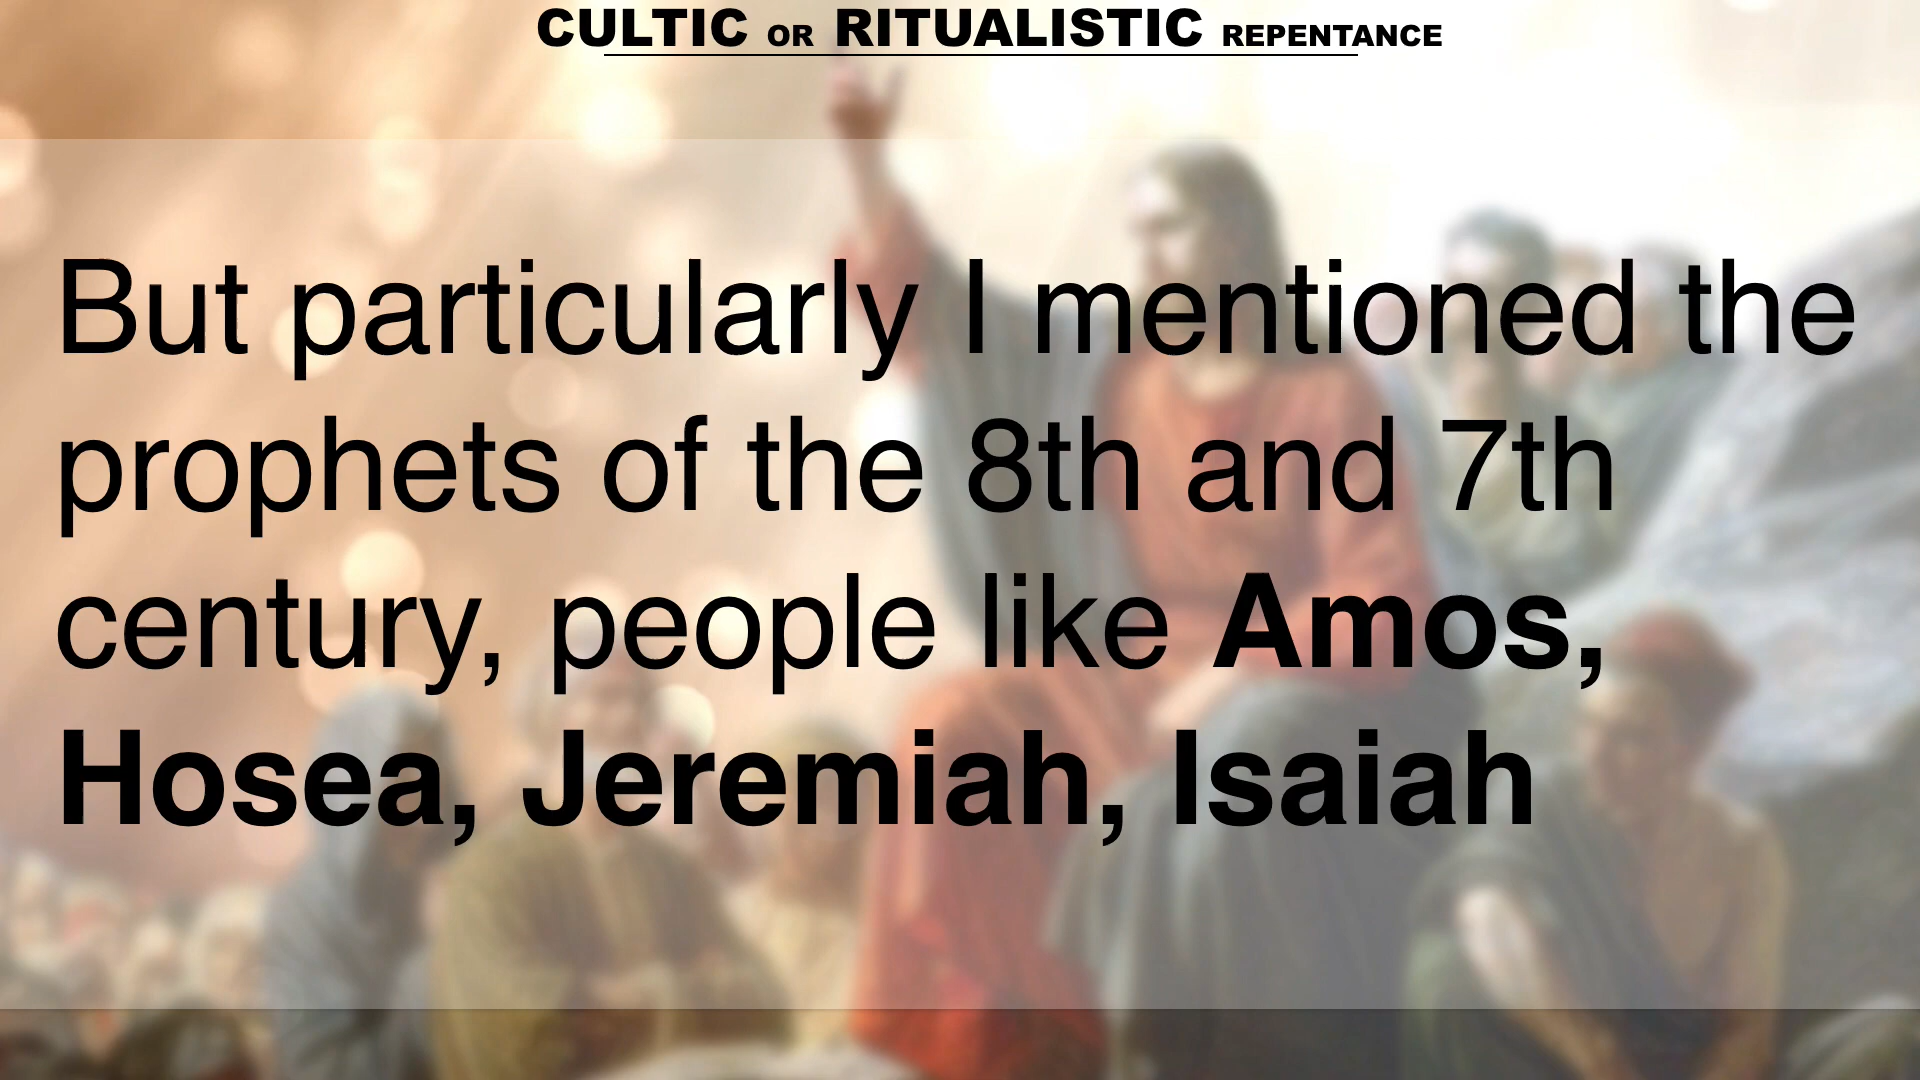 CULTIC OR RITUALISTIC REPENTANCE
But particularly I mentioned the
prophets of the 8th and 7th
century, people like Amos,
Hosea, Jeremiah, Isaiah